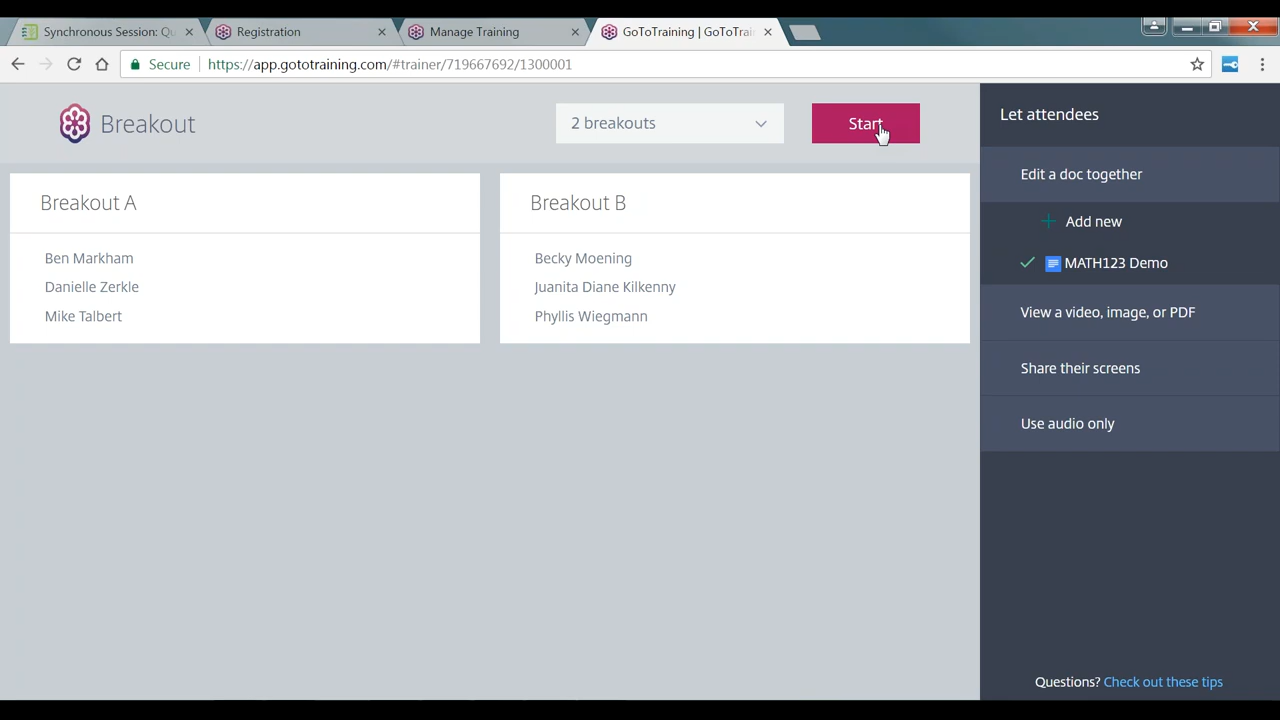 Synchronous Session: Qu
Registration
Manage Training
GoToTraining | GoToTrai
Secure
https://app.gototraining.com/#trainer/719667692/1300001
Breakout
2 breakouts
Start
Breakout A
Ben Markham
Danielle Zerkle
Mike Talbert
Breakout B
Becky Moening
Juanita Diane Kilkenny
Phyllis Wiegmann
Let attendees
Edit a doc together
Add new
MATH123 Demo
View a video, image, or PDF
Share their screens
Use audio only
Questions? Check out these tips